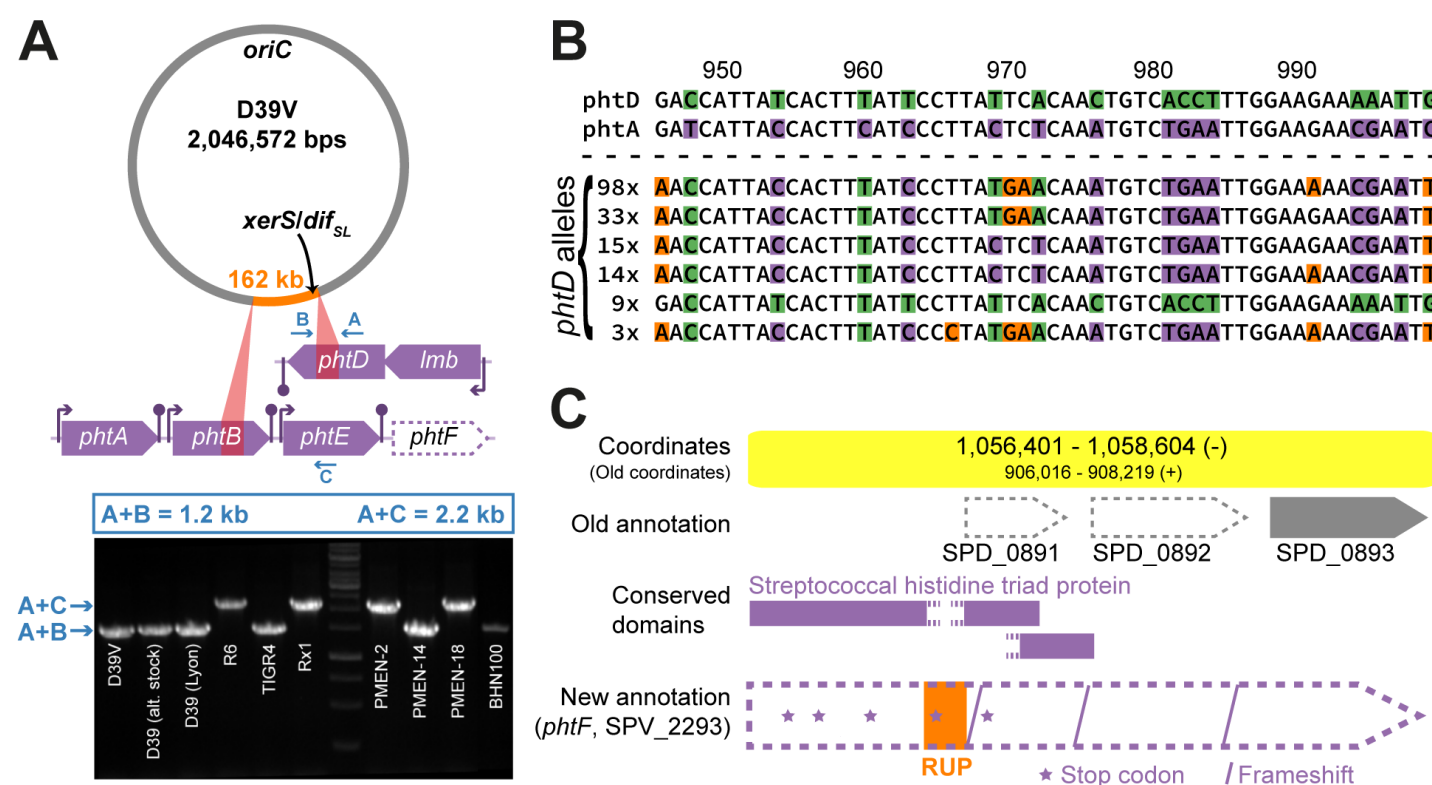 A
oriC
D39V
2,046,572 bps
xerS/difSL
162 kb
B
A
phtD
lmb
phtA
phtB
phtE
phtF
C
A+B = 1.2 kb
A+C = 2.2 kb
A+C
A+B
D39V
D39 (alt. stock)
D39 (Lyon)
R6
TIGR4
Rx1
PMEN-2
PMEN-14
PMEN-18
BHN100
B
950 960 970 980 990
phtD GACCATTATCACTTTATTCCTTATTCACAACTGTCACCTTTGGAAGAAAAATTG
phtA GATCATTACCACTTCATCCCTTACTCTCAAATGTCTGAATTGGAAGAACGAATC
phtD alleles
98x AACCATTACCACTTTATCCCTTATGAACAAATGTCTGAATTGGAAAAACGAATT
33x AACCATTACCACTTTATCCCTTATGAACAAATGTCTGAATTGGAAGAACGAATT
15x AACCATTACCACTTTATCCCTTACTCTCAAATGTCTGAATTGGAAGAACGAATT
14x AACCATTACCACTTTATCCCTTACTCTCAAATGTCTGAATTGGAAAAACGAATT
9x GACCATTATCACTTTATTCCTTATTCACAACTGTCACCTTTGGAAGAAAAATTG
3x AACCATTACCACTTTATCCCCTATGAACAAATGTCTGAATTGGAAAAACGAATT
C
Coordinates
(Old coordinates)
1,056,401 - 1,058,604 (-)
906,016 - 908,219 (+)
Old annotation
SPD_0891
SPD_0892
SPD_0893
Conserved
domains
Streptococcal histidine triad protein
New annotation
(phtF, SPV_2293)
RUP
Stop codon
Frameshift